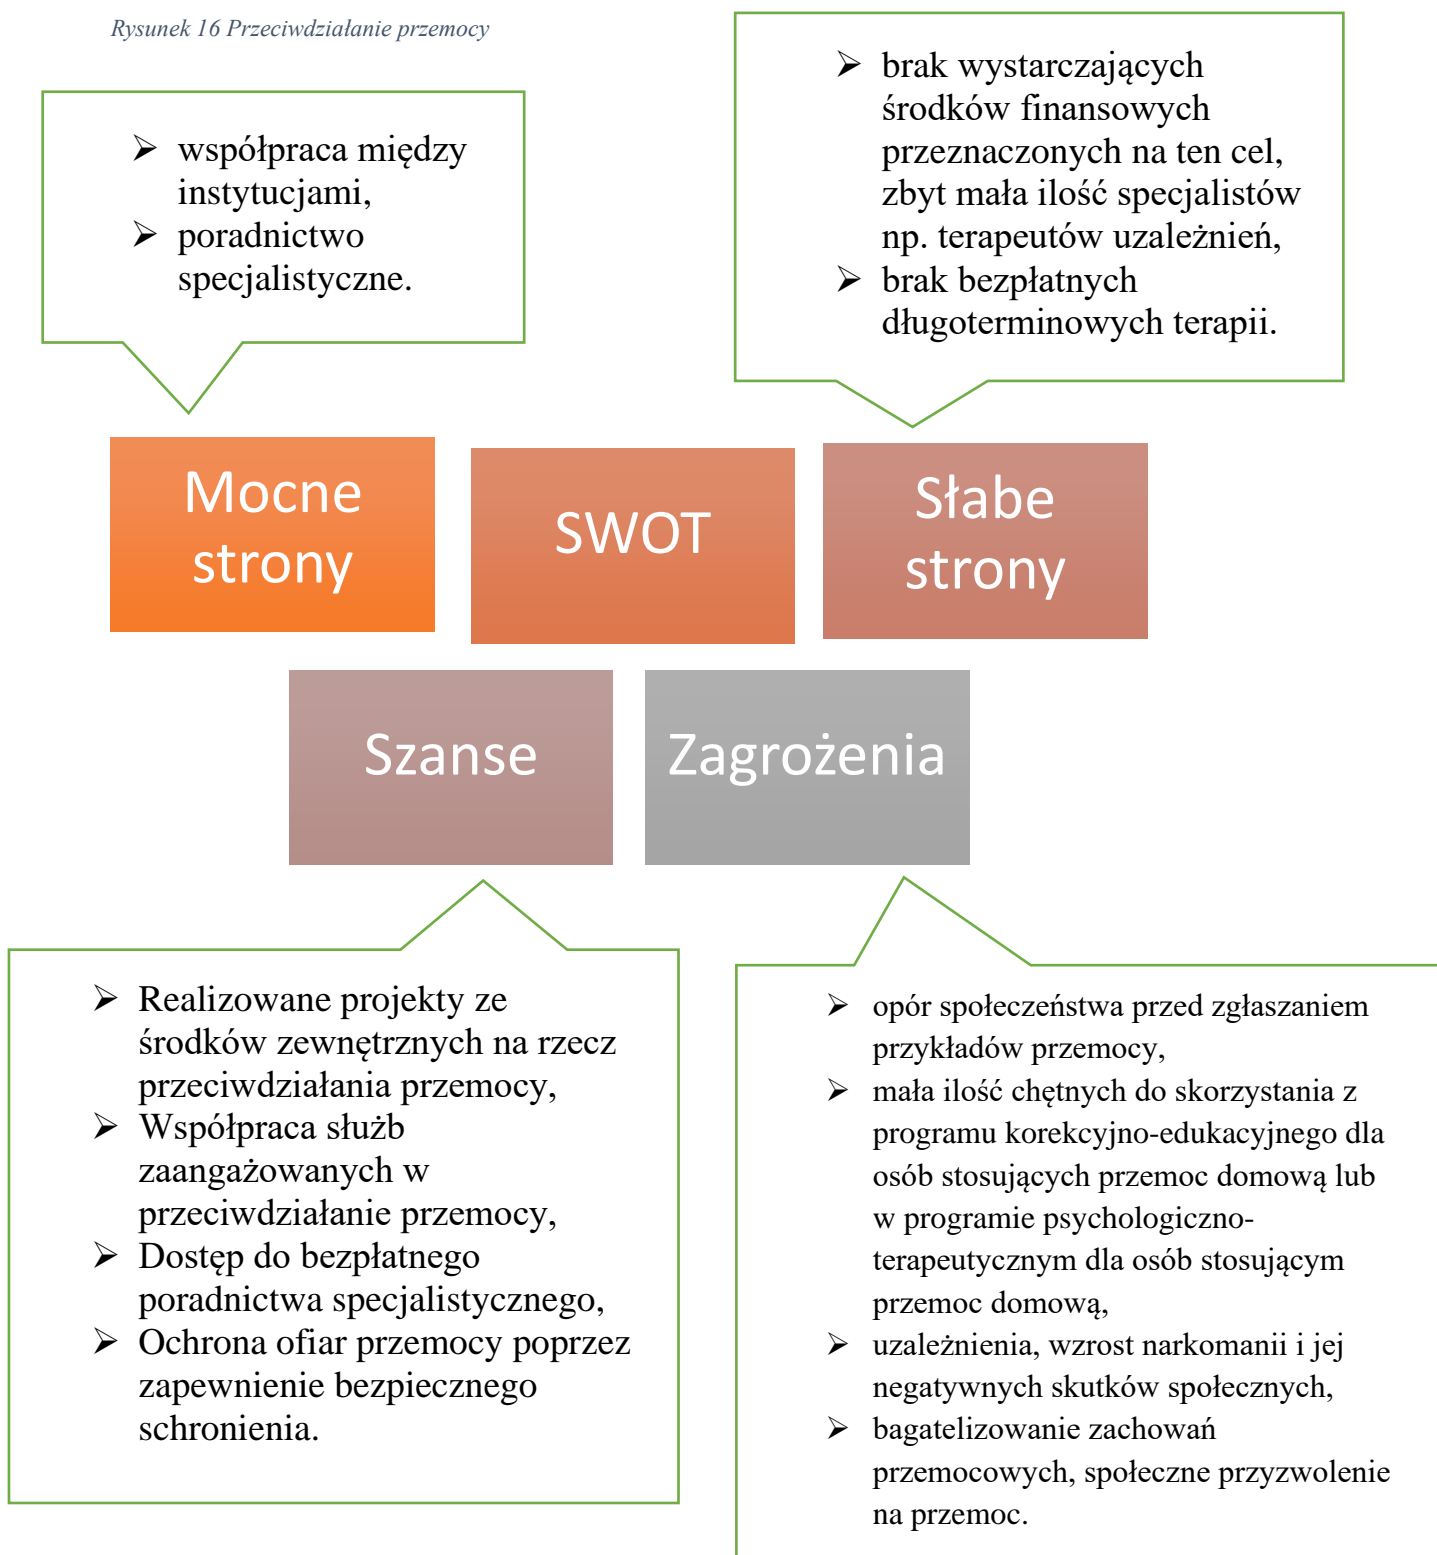 Rysunek 16 Przeciwdziałanie przemocy
➢ współpraca między
instytucjami,
➢ poradnictwo
specjalistyczne.
➢ brak wystarczających
środków finansowych
przeznaczonych na ten cel,
zbyt mała ilość specjalistów
np. terapeutów uzależnień,
➢ brak bezpłatnych
długoterminowych terapii.
Mocne
strony
SWOT
Słabe
strony
Szanse
Zagrożenia
➢ Realizowane projekty ze
środków zewnętrznych na rzecz
przeciwdziałania przemocy,
➢ Współpraca służb
zaangażowanych w
przeciwdziałanie przemocy,
➢ Dostęp do bezpłatnego
poradnictwa specjalistycznego,
➢ Ochrona ofiar przemocy poprzez
zapewnienie bezpiecznego
schronienia.
➢ opór społeczeństwa przed zgłaszaniem
przykładów przemocy,
➢ mała ilość chętnych do skorzystania z
programu korekcyjno-edukacyjnego dla
osób stosujących przemoc domową lub
w programie psychologiczno-
terapeutycznym dla osób stosującym
przemoc domową,
➢ uzależnienia, wzrost narkomanii i jej
negatywnych skutków społecznych,
➢ bagatelizowanie zachowań
przemocowych, społeczne przyzwolenie
na przemoc.